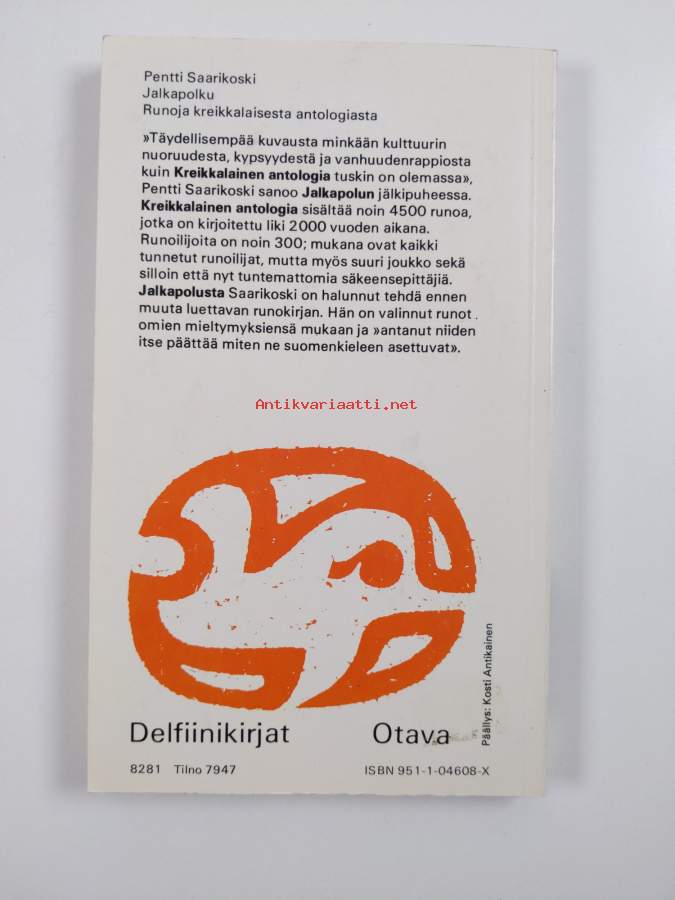 Pentti Saarikoski
Jalkapolku
Runoja kreikkalaisesta antologiasta
»Täydellisempää kuvausta minkään kulttuurin
nuoruudesta, kypsyydestä ja vanhuudenrappiosta
kuin Kreikkalainen antologia tuskin on olemassa»,
Pentti Saarikoski sanoo Jalkapolun jälkipuheessa.
Kreikkalainen antologia sisältää noin 4500 runoa,
jotka on kirjoitettu liki 2000 vuoden aikana.
Runoilijoita on noin 300; mukana ovat kaikki
tunnetut runoilijat, mutta myös suuri joukko sekä
silloin että nyt tuntemattomia säkeensepittäjiä.
Jalkapolusta Saarikoski on halunnut tehdä ennen
muuta luettavan runokirjan. Hän on valinnut runot
omien mieltymyksiensä mukaan ja »antanut niiden
itse päättää miten ne suomenkieleen asettuvat».
Antikvariaatti.net
Päällys: Kosti Antikainen
Delfiinikirjat Otava
8281 Tilno 7947 ISBN 951-1-04608-X